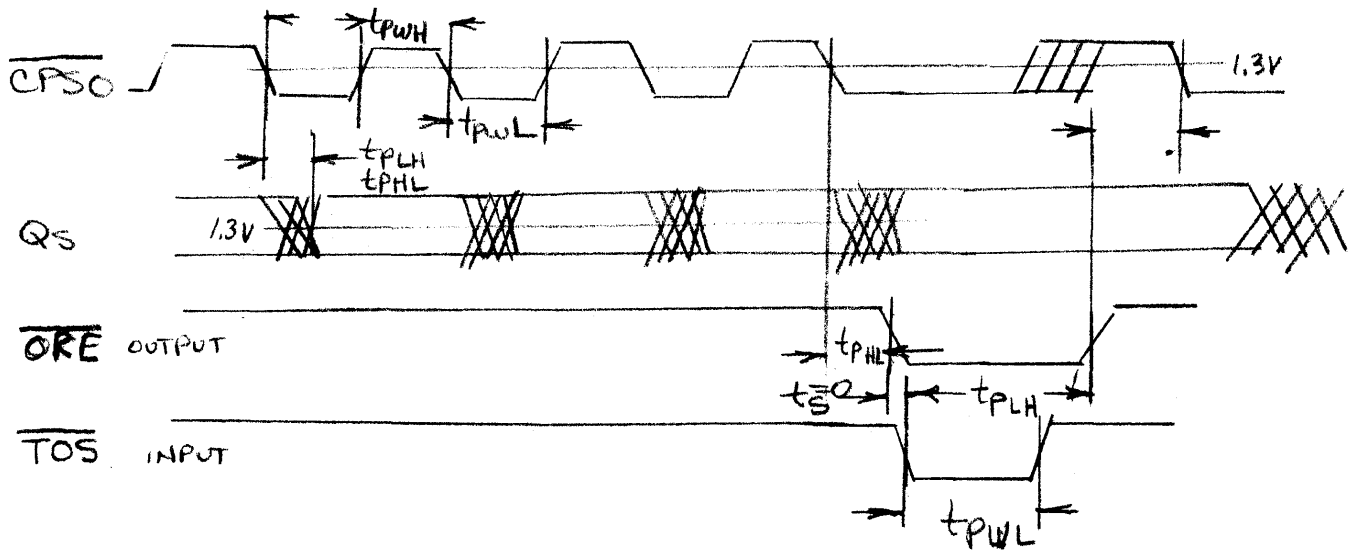 CPSO
tPWH
1.3V
tPWL
tPLH
tPHL
QS
1.3V
ORE OUTPUT
tPHL
tS=0
tPLH
TOS INPUT
tPWL